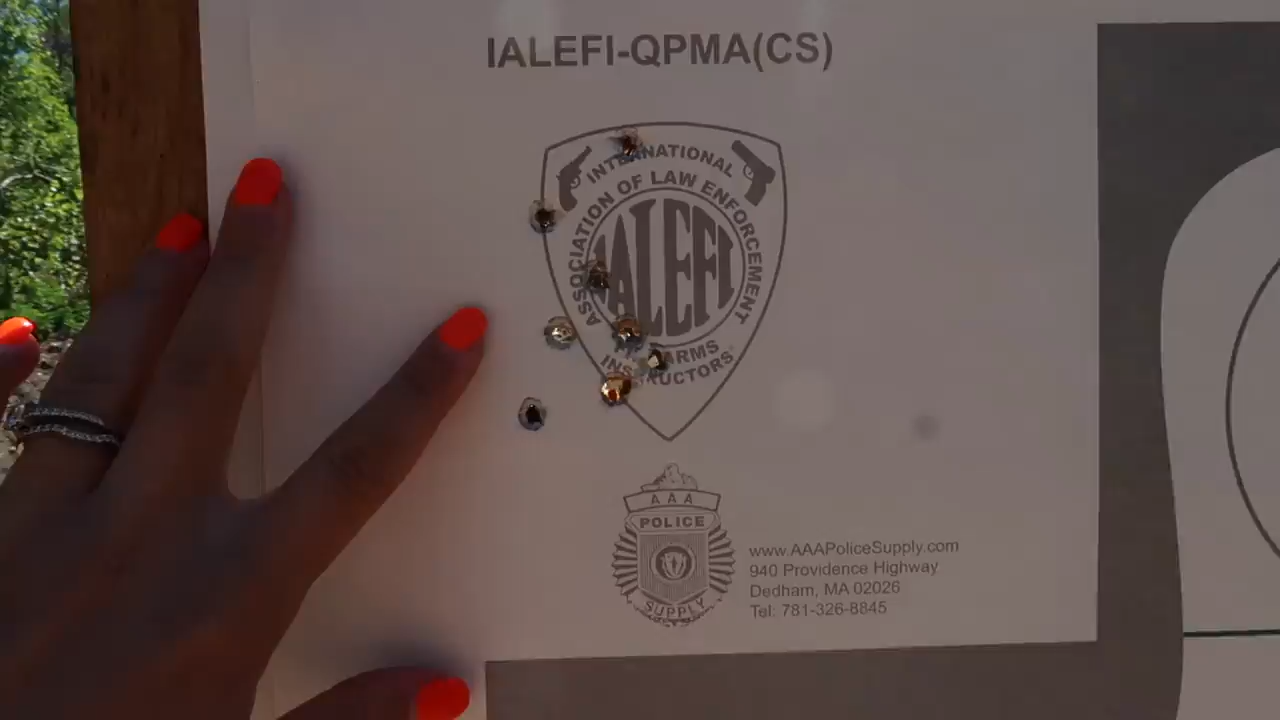 IALEFI-QPMA(CS)
INTERNATIONAL
ASSOCIATION OF LAW ENFORCEMENT
IALEFI
INSTRUCTORS
AAA
POLICE
SUPPLY
www.AAAPoliceSupply.com
940 Providence Highway
Dedham, MA 02026
Tel: 781-326-8845